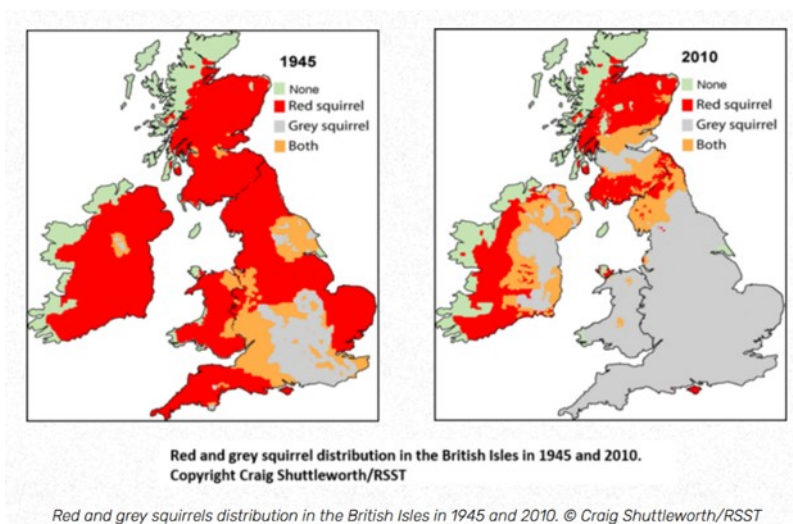 1945
None
Red squirrel
Grey squirrel
Both
2010
None
Red squirrel
Grey squirrel
Both
Red and grey squirrel distribution in the British Isles in 1945 and 2010.
Copyright Craig Shuttleworth/RSST
Red and grey squirrels distribution in the British Isles in 1945 and 2010. © Craig Shuttleworth/RSST